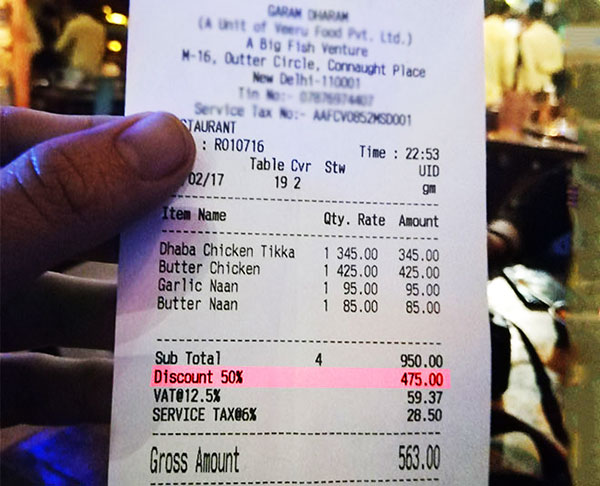 GARAM DHARAM
(A Unit of Veeru Food Pvt. Ltd.)
A Big Fish Venture
M-16, Outter Circle, Connaught Place
New Delhi-110001
Tin No:- 07876974407
Service Tax No:- AAFCV0852MSD001
STAURANT
: RO10716 Time : 22:53
Table Cvr Stw UID
/02/17 19 2 gm
Item Name Qty. Rate Amount
Dhaba Chicken Tikka 1 345.00 345.00
Butter Chicken 1 425.00 425.00
Garlic Naan 1 95.00 95.00
Butter Naan 1 85.00 85.00
Sub Total 4 950.00
Discount 50% 475.00
VAT@12.5% 59.37
SERVICE TAX@6% 28.50
Gross Amount 563.00